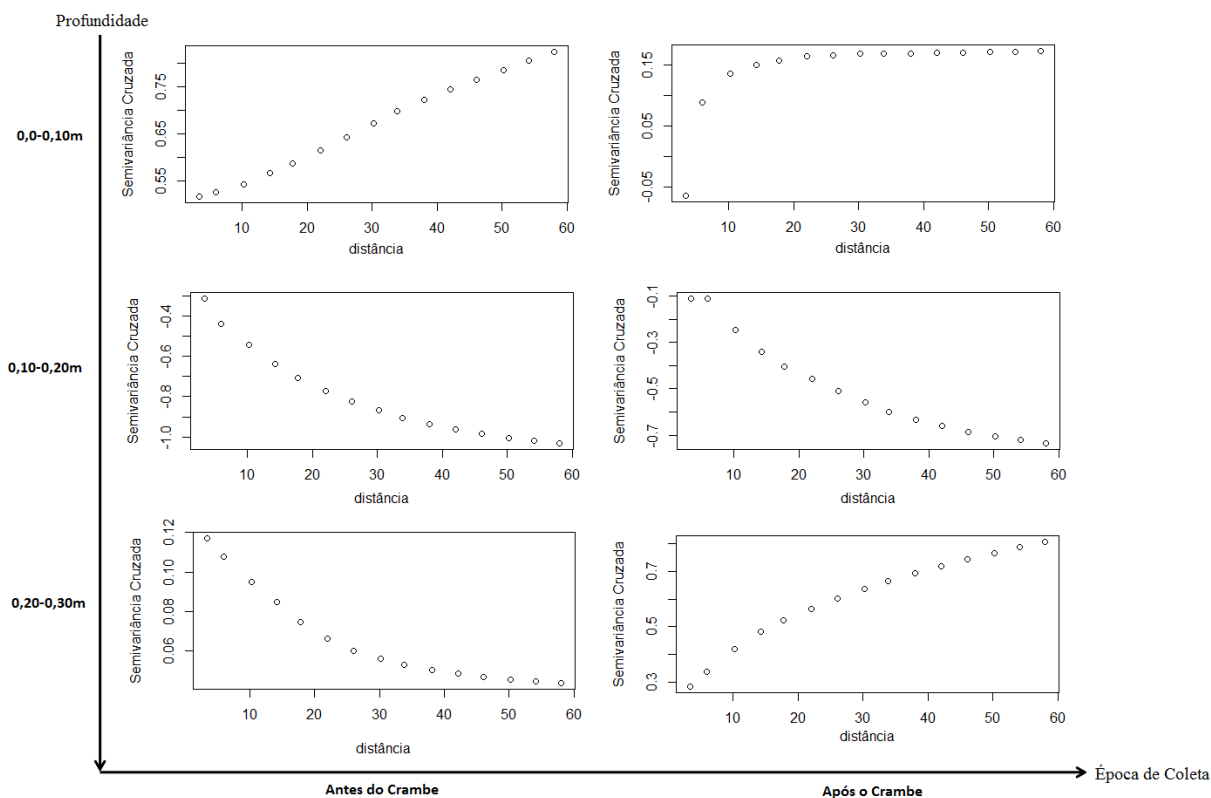 Profundidade
Semivariância Cruzada
0.55
0.65
0.75
10 20 30 40 50 60
distância
Semivariância Cruzada
-0.05
0.05
0.15
10 20 30 40 50 60
distância
0,0-0,10m
Semivariância Cruzada
-1.0
-0.8
-0.6
-0.4
10 20 30 40 50 60
distância
Semivariância Cruzada
-0.7
-0.5
-0.3
-0.1
10 20 30 40 50 60
distância
0,10-0,20m
Semivariância Cruzada
0.06
0.08
0.10
0.12
10 20 30 40 50 60
distância
Semivariância Cruzada
0.3
0.5
0.7
10 20 30 40 50 60
distância
0,20-0,30m
Época de Coleta
Antes do Crambe
Após o Crambe